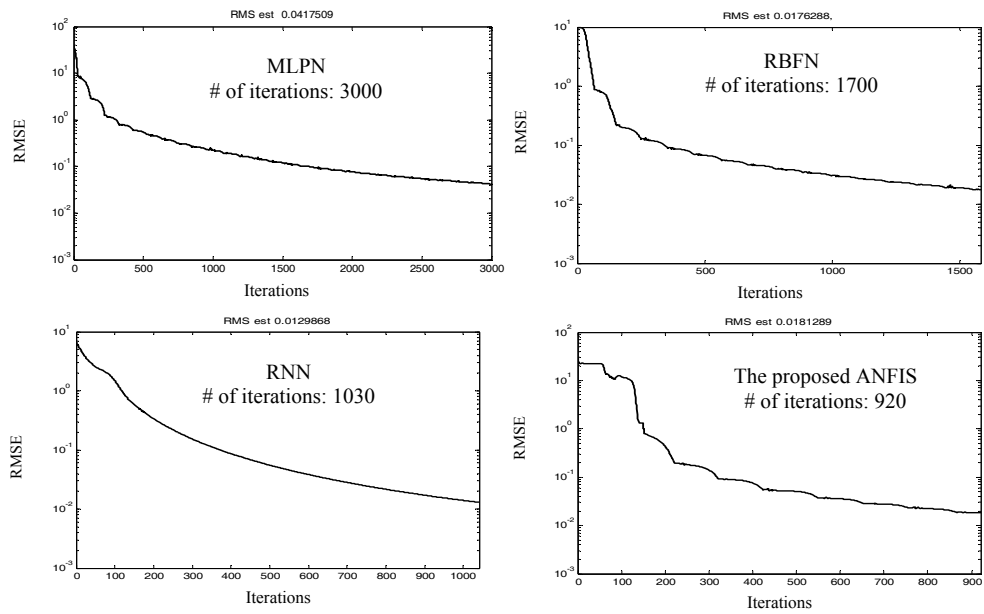 RMS est 0.0417509
10^2
10^1
10^0
10^-1
10^-2
10^-3
RMSE
MLPN
# of iterions: 3000
0 500 1000 1500 2000 2500 3000
Iterations
RMS est 0.0176288,
10^1
10^0
10^-1
10^-2
10^-3
RMSE
RBFN
# of iterions: 1700
0 500 1000 1500
Iterations
RMS est 0.0129868
10^1
10^0
10^-1
10^-2
10^-3
RMSE
RNN
# of iterions: 1030
0 100 200 300 400 500 600 700 800 900 1000
Iterations
RMS est 0.0181289
10^2
10^1
10^0
10^-1
10^-2
10^-3
RMSE
The proposed ANFIS
# of iterions: 920
0 100 200 300 400 500 600 700 800 900
Iterations